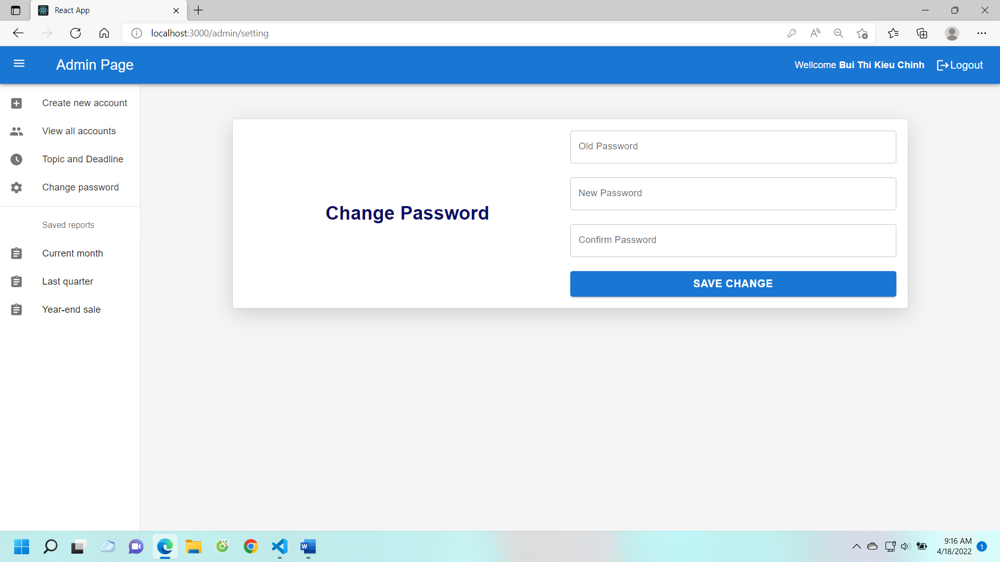 React App
localhost:3000/admin/setting
Admin Page
Wellcome Bui Thi Kieu Chinh
Logout
Create new account
View all accounts
Topic and Deadline
Change password
Saved reports
Current month
Last quarter
Year-end sale
Change Password
Old Password
New Password
Confirm Password
SAVE CHANGE
9:16 AM
4/18/2022
1